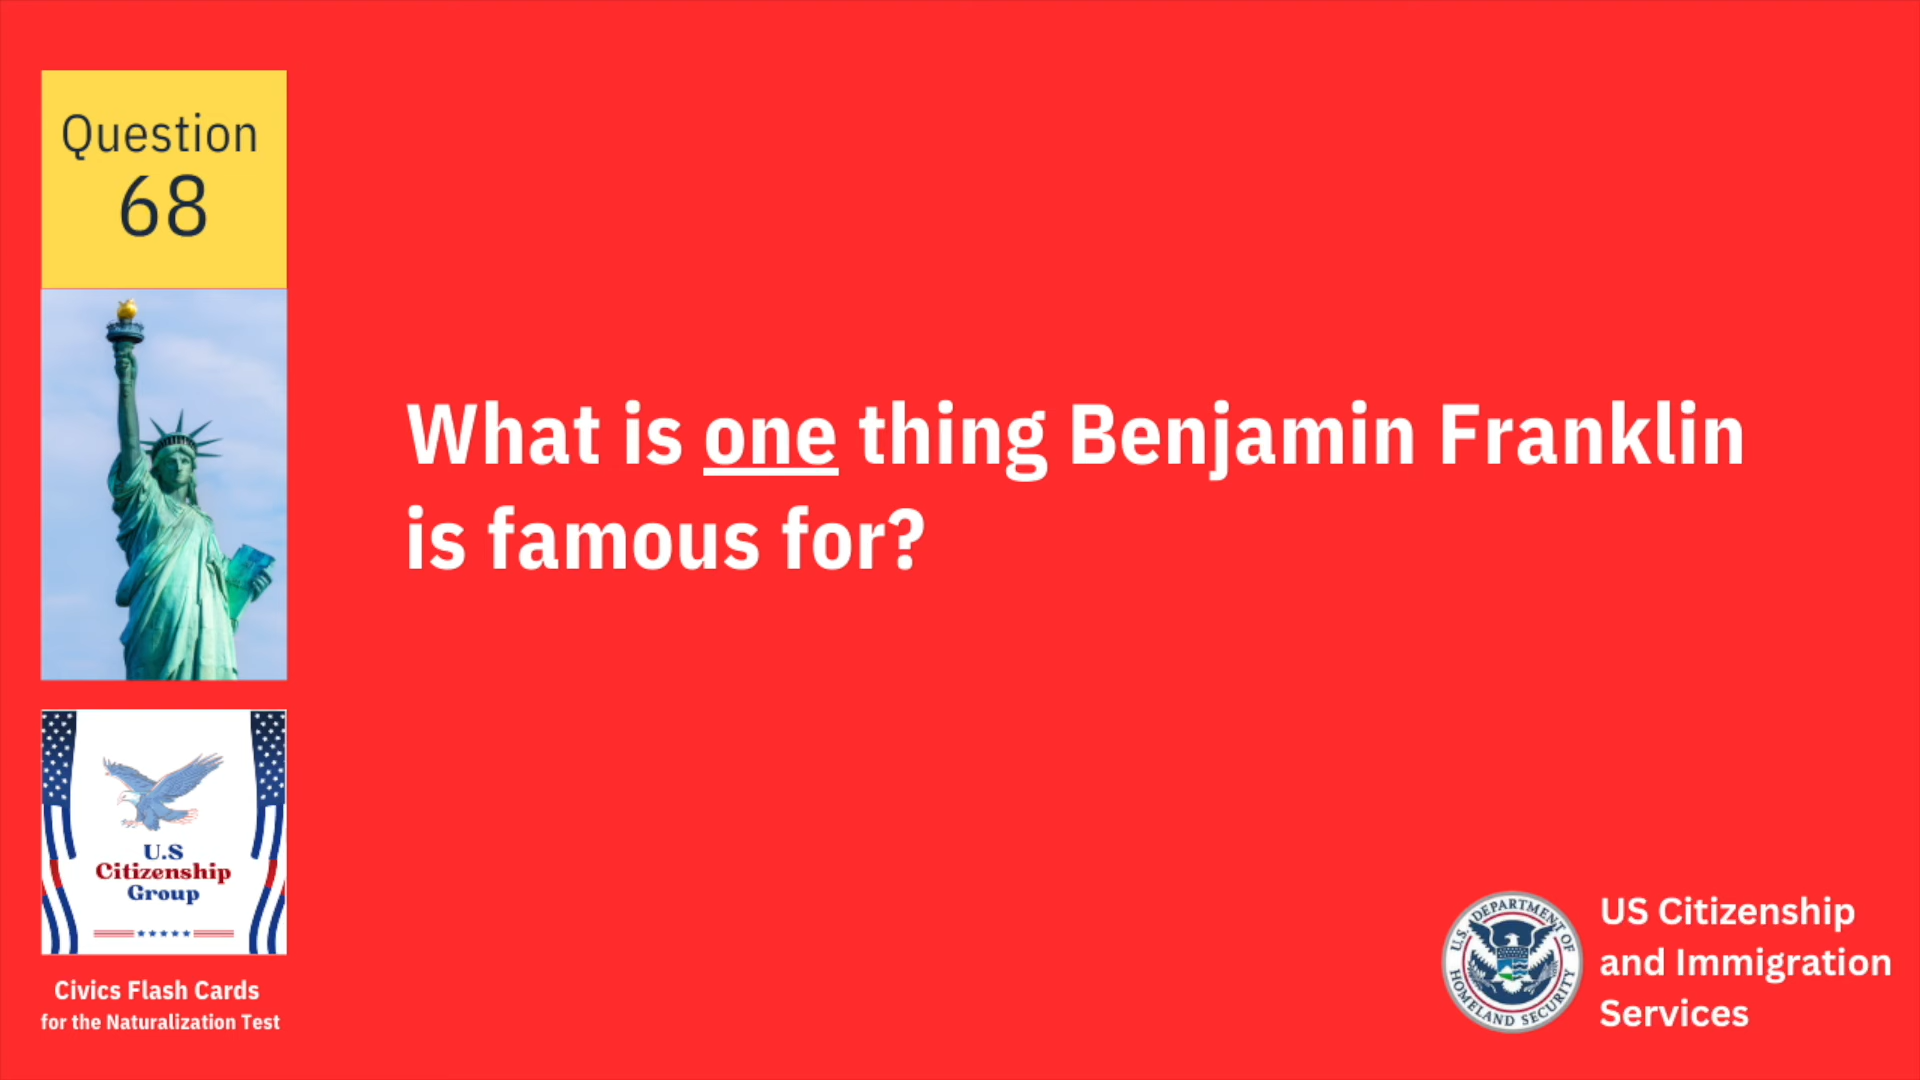 Question
68
What is one thing Benjamin Franklin
is famous for?
U.S
Citizenship
Group
Civics Flash Cards
for the Naturalization Test
U.S. DEPARTMENT OF
HOMELAND SECURITY
US Citizenship
and Immigration
Services